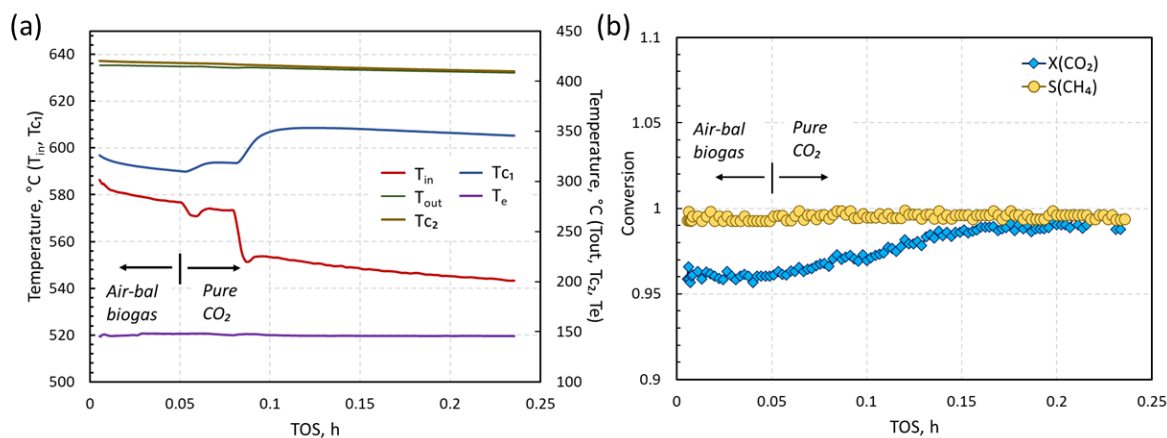 (a)
Temperature, °C (Tᵢₙ, Tc₁)
640
620
600
580
560
540
520
500
450
400
350
300
250
200
150
100
Temperature, °C (Tout, Tc₂, Te)
T_in
Tc₁
T_out
T_e
Tc₂
Air-bal
biogas
Pure
CO₂
0
0.05
0.1
0.15
0.2
0.25
TOS, h
(b)
Conversion
1.1
1.05
1
0.95
0.9
X(CO₂)
S(CH₄)
Air-bal
biogas
Pure
CO₂
0
0.05
0.1
0.15
0.2
0.25
TOS, h